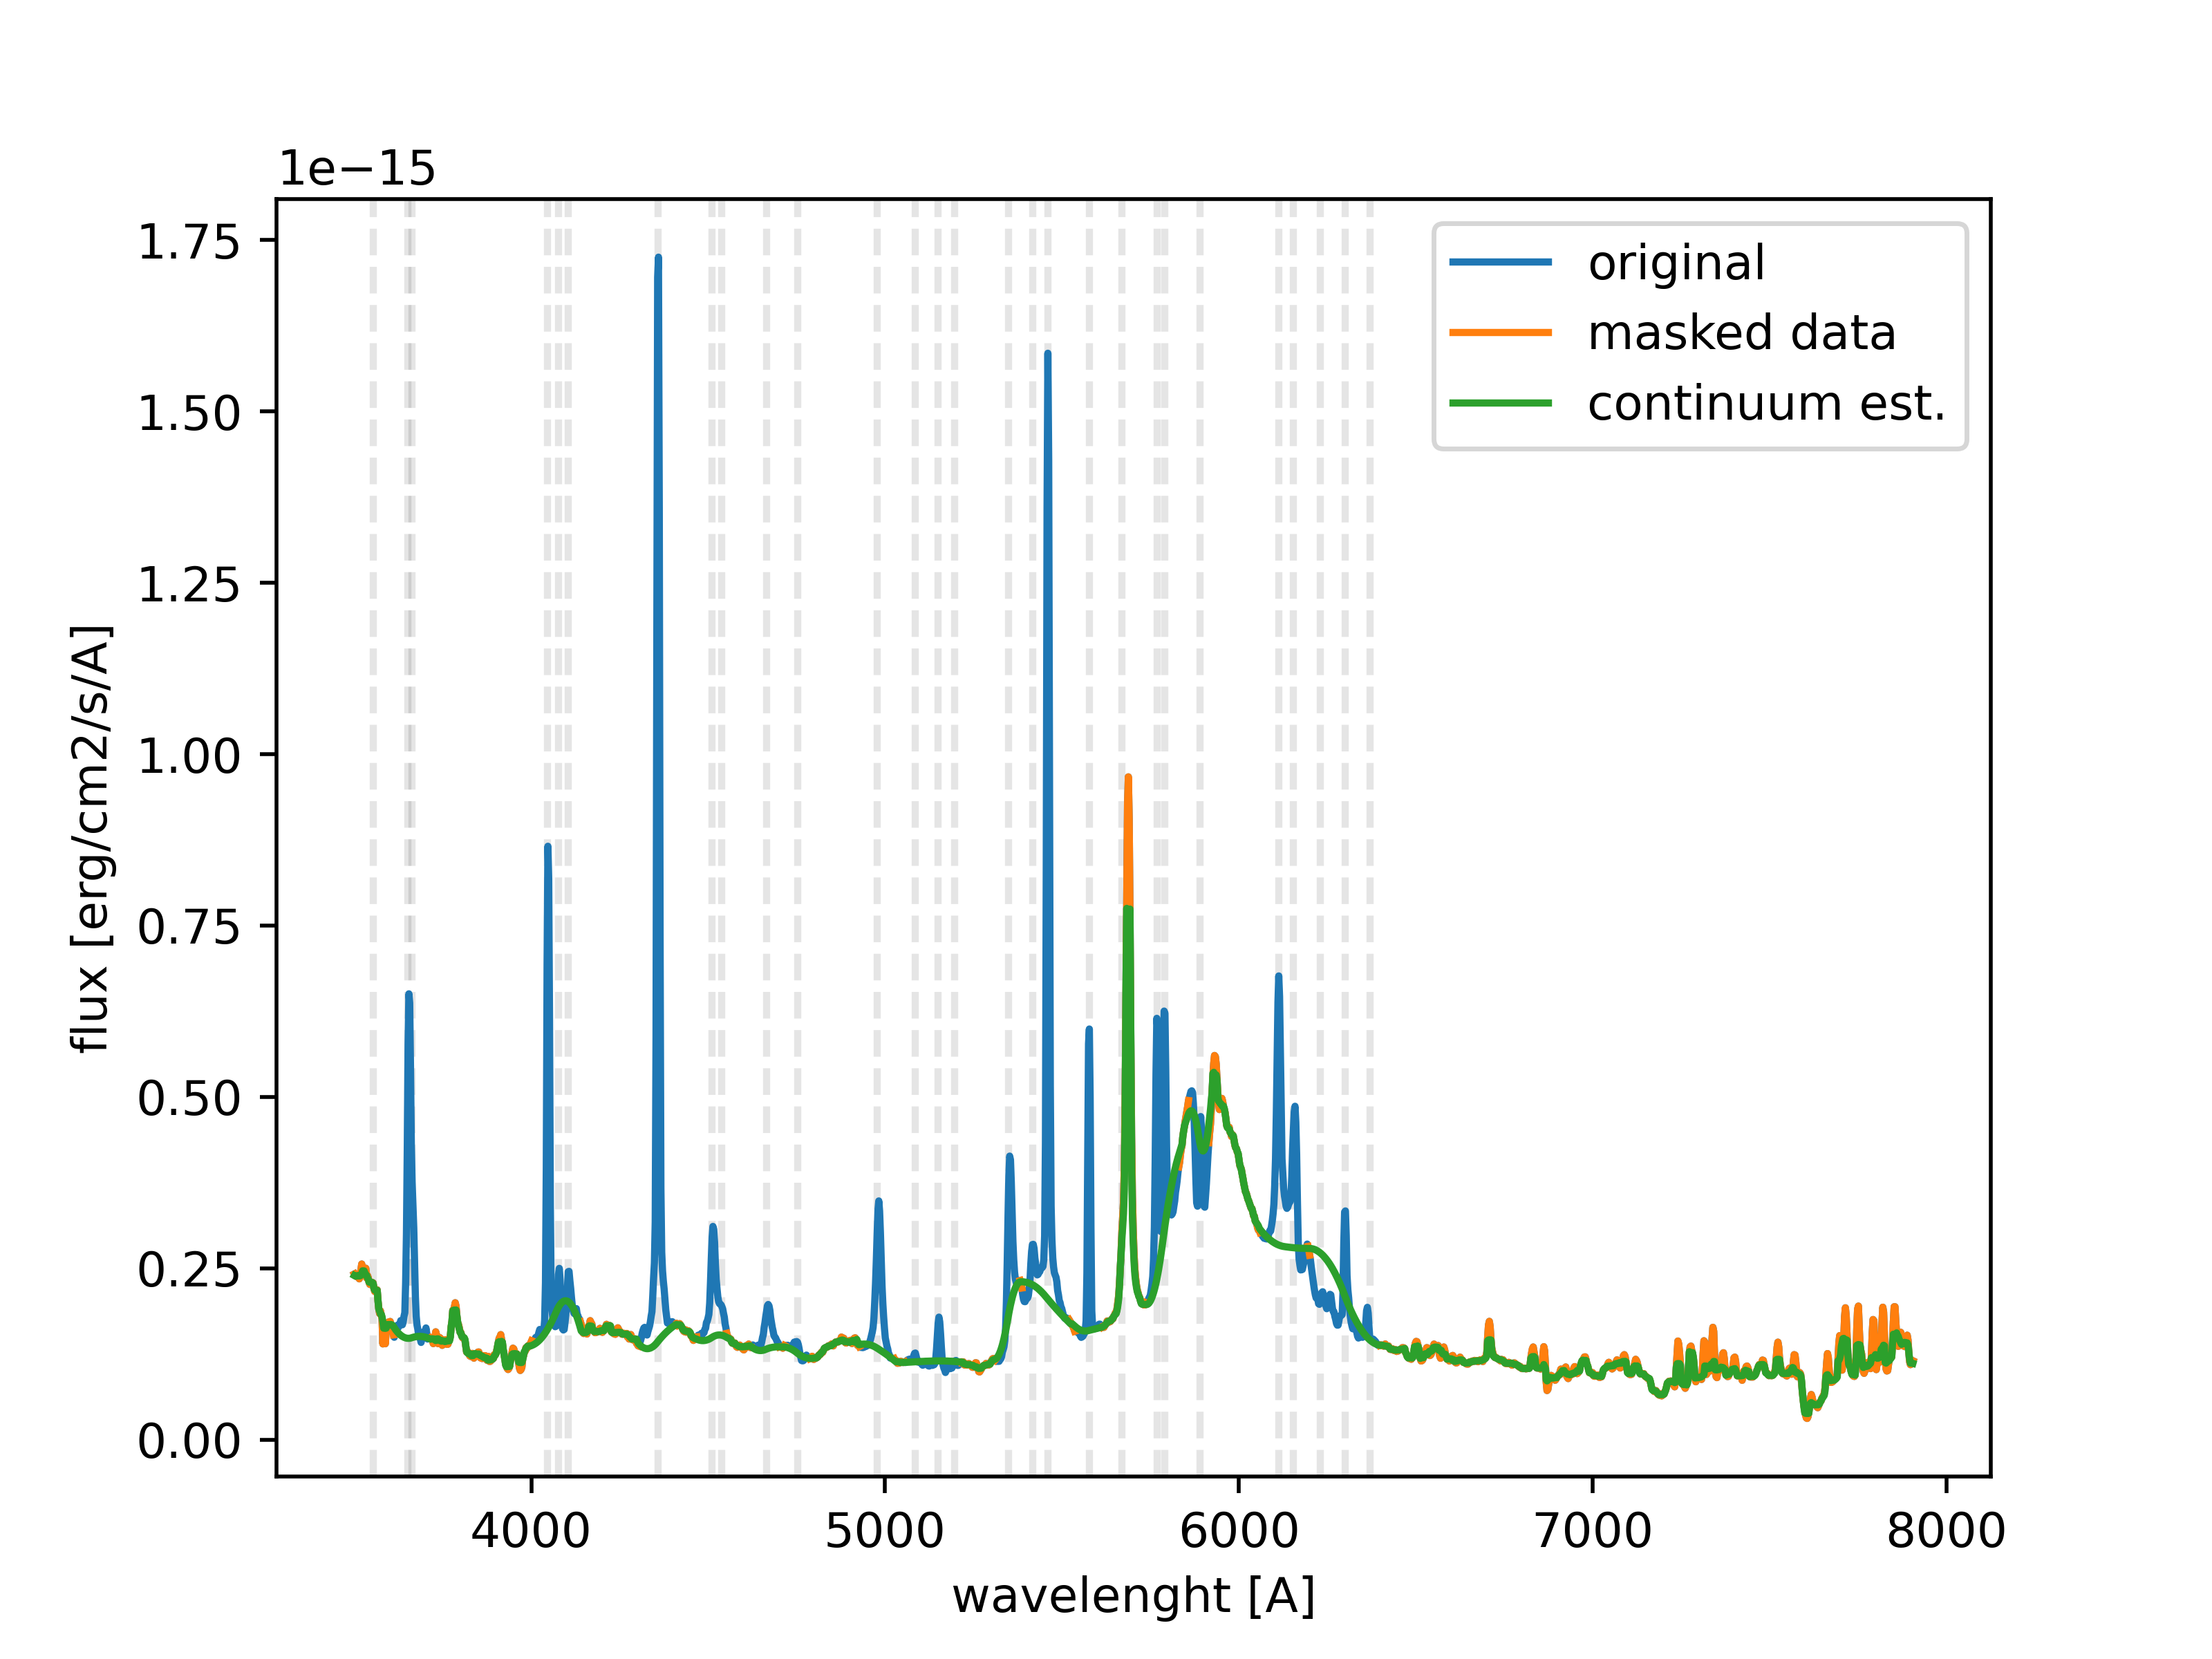 1e−15
1.75
1.50
1.25
1.00
0.75
0.50
0.25
0.00
flux [erg/cm2/s/A]
original
masked data
continuum est.
4000 5000 6000 7000 8000
wavelenght [A]